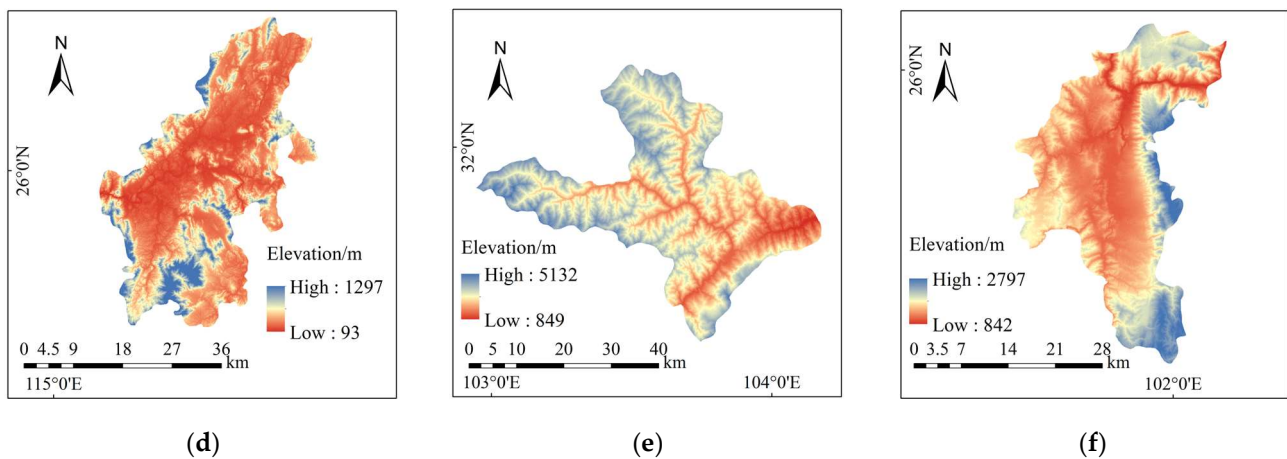 N
26°0'N
Elevation/m
High : 1297
Low : 93
0 4.5 9 18 27 36
km
115°0'E
(d)
N
32°0'N
Elevation/m
High : 5132
Low : 849
0 5 10 20 30 40
km
103°0'E 104°0'E
(e)
N
26°0'N
Elevation/m
High : 2797
Low : 842
0 3.5 7 14 21 28
km
102°0'E
(f)